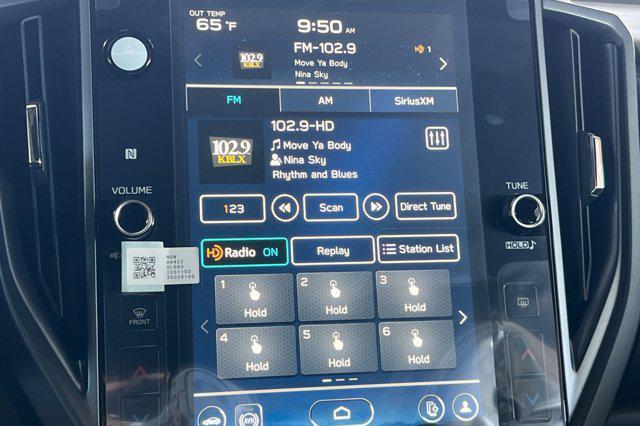 OUT TEMP
65 °F
9:50 AM
FM-102.9
HD 1
102.9
KBLX
Move Ya Body
Nina Sky
FM
AM
SiriusXM
102.9
KBLX
102.9-HD
Move Ya Body
Nina Sky
Rhythm and Blues
N
VOLUME
TUNE
123
Scan
Direct Tune
HOLD
HD Radio ON
Replay
Station List
1
Hold
2
Hold
3
Hold
4
Hold
5
Hold
6
Hold
FRONT
AVH